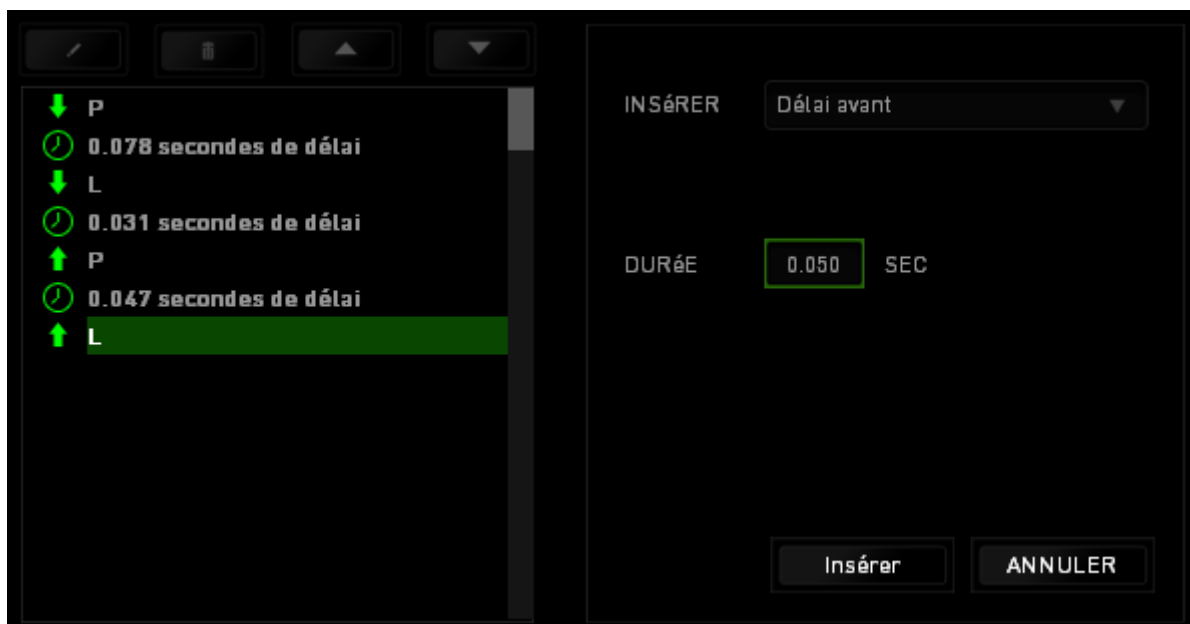 P
0.078 secondes de délai
L
0.031 secondes de délai
P
0.047 secondes de délai
L
INSéRER Délai avant
DURéE 0.050 SEC
Insérer ANNULER